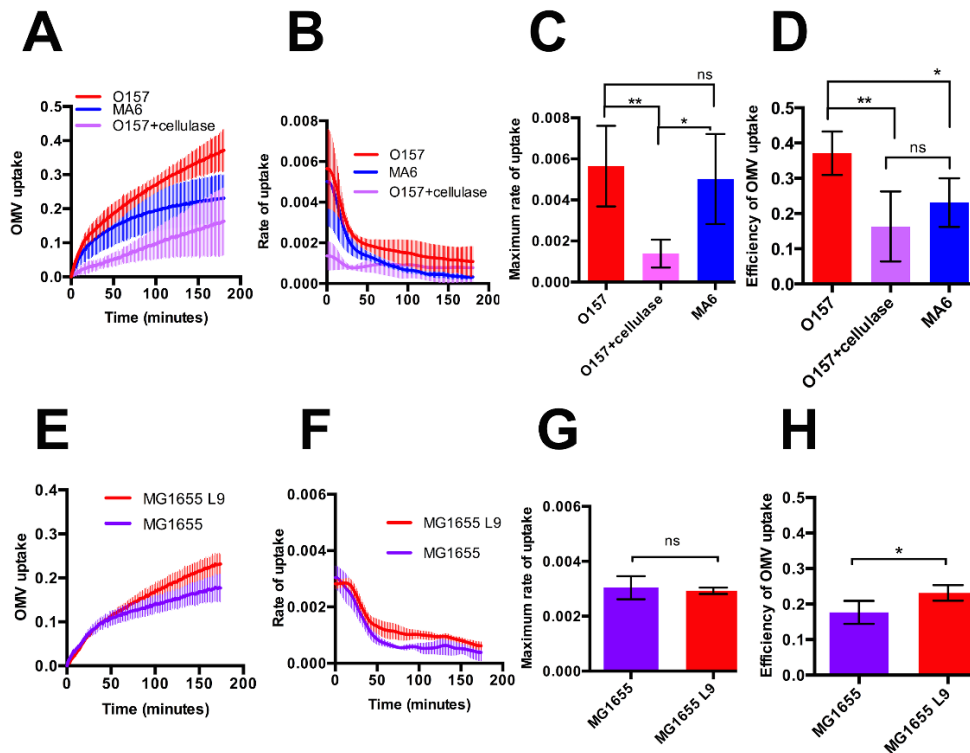 A
B
C
D
O157
MA6
O157+cellulase
OMV uptake
0.5
0.4
0.3
0.2
0.1
0.0
0 50 100 150 200
Time (minutes)
O157
MA6
O157+cellulase
Rate of uptake
0.008
0.006
0.004
0.002
0.000
0 50 100 150 200
Time (minutes)
Maximum rate of uptake
0.008
0.006
0.004
0.002
0.000
ns
**
*
O157
O157+cellulase
MA6
Efficiency of OMV uptake
0.5
0.4
0.3
0.2
0.1
0.0
*
**
ns
O157
O157+cellulase
MA6
E
F
G
H
MG1655 L9
MG1655
OMV uptake
0.4
0.3
0.2
0.1
0.0
0 50 100 150 200
Time (minutes)
MG1655 L9
MG1655
Rate of uptake
0.006
0.004
0.002
0.000
0 50 100 150 200
Time (minutes)
Maximum rate of uptake
0.006
0.004
0.002
0.000
ns
MG1655
MG1655 L9
Efficiency of OMV uptake
0.5
0.4
0.3
0.2
0.1
0.0
*
MG1655
MG1655 L9